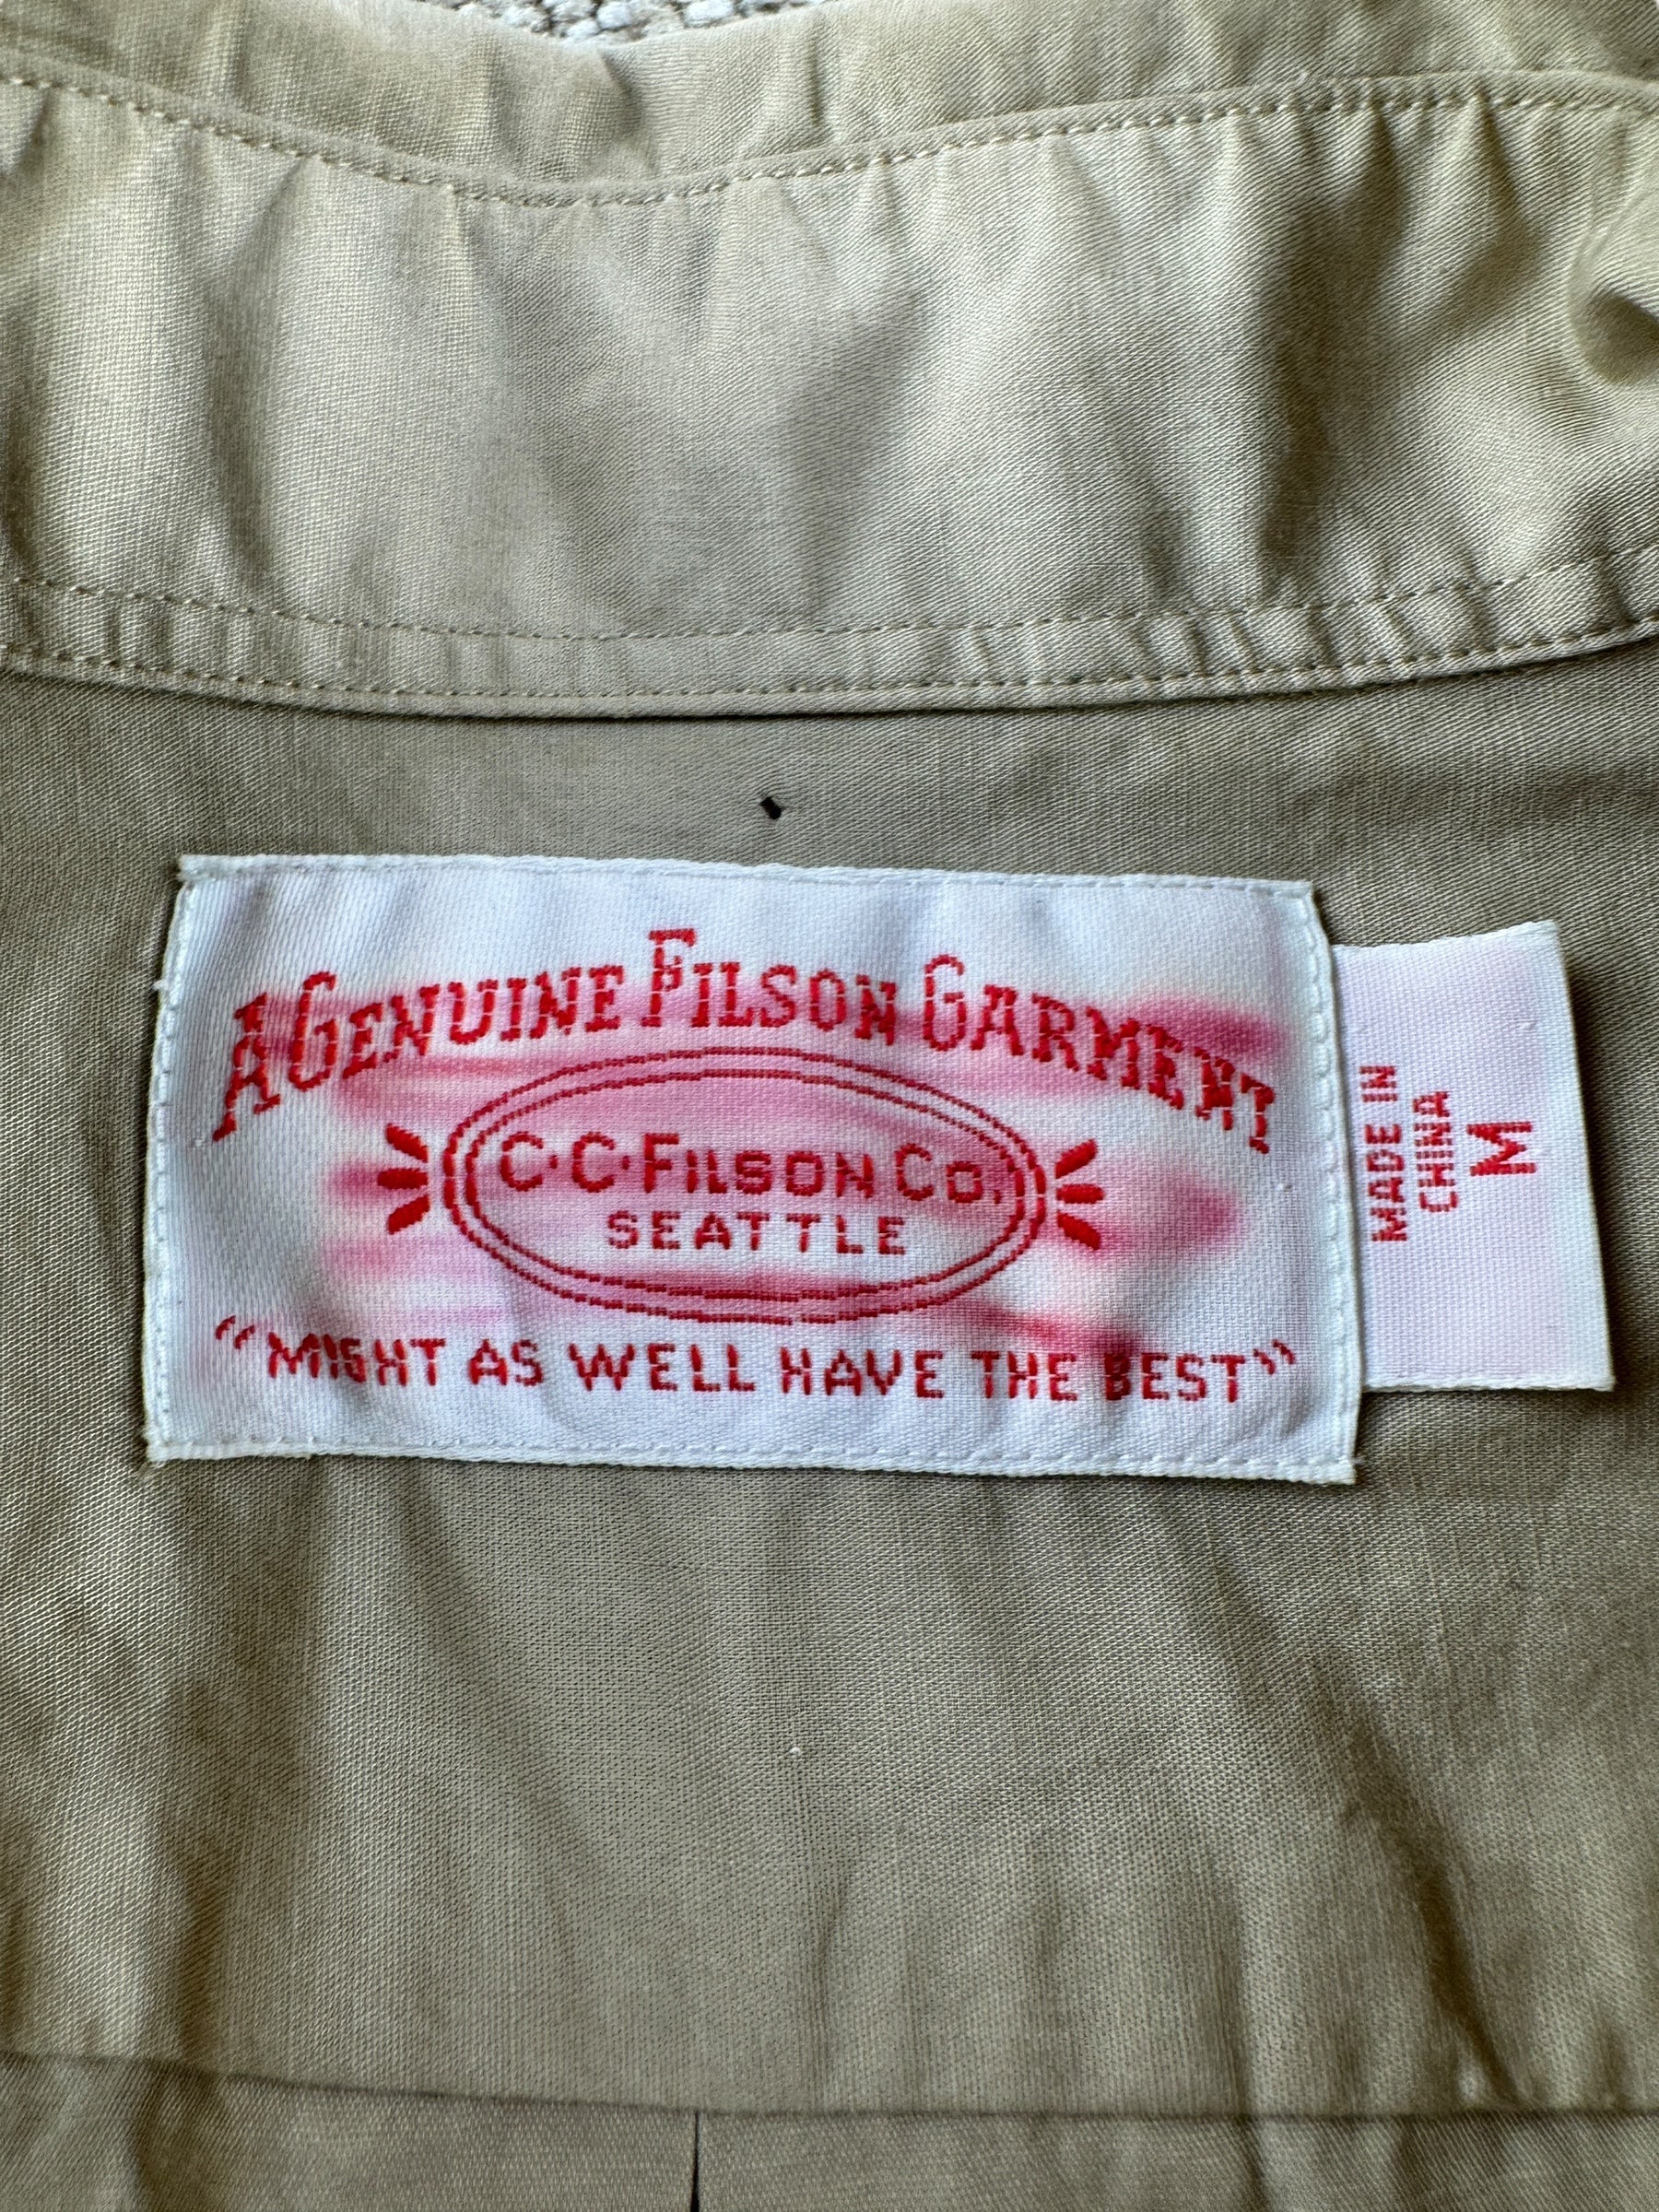 A GENUINE FILSON GARMENT
C·C·FILSON CO.
SEATTLE
"MIGHT AS WELL HAVE THE BEST"
MADE IN
CHINA
M